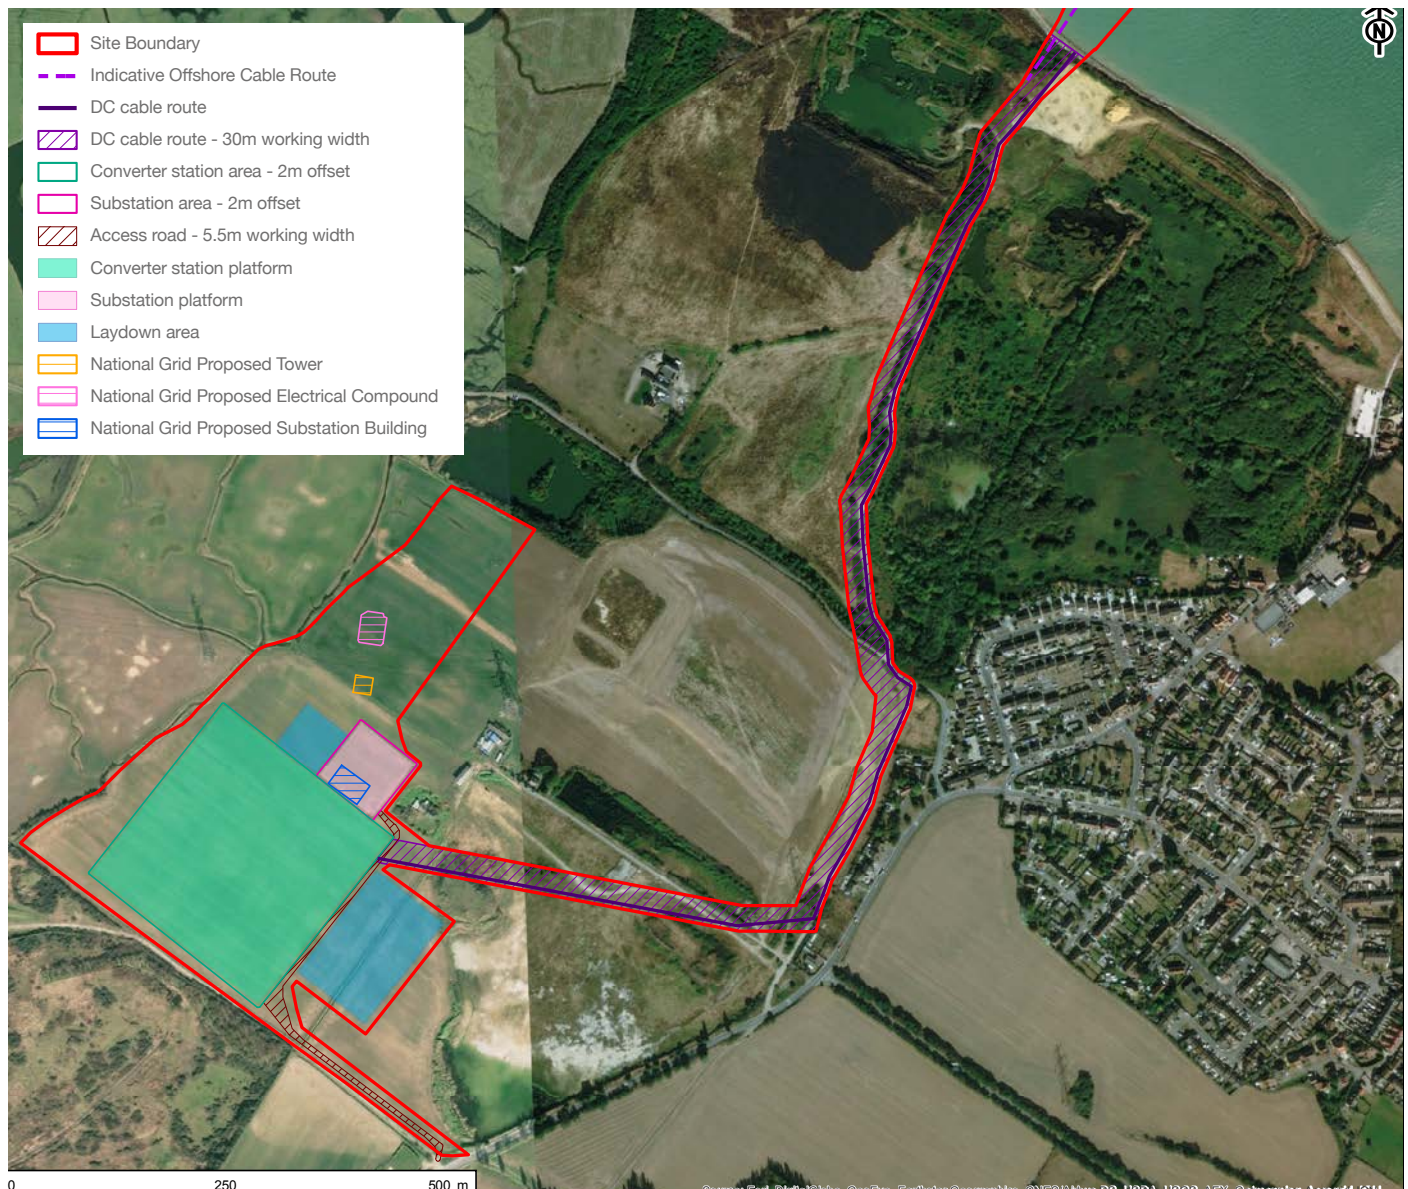 Site Boundary
Indicative Offshore Cable Route
DC cable route
DC cable route - 30m working width
Converter station area - 2m offset
Substation area - 2m offset
Access road - 5.5m working width
Converter station platform
Substation platform
Laydown area
National Grid Proposed Tower
National Grid Proposed Electrical Compound
National Grid Proposed Substation Building
N
0 250 500 m